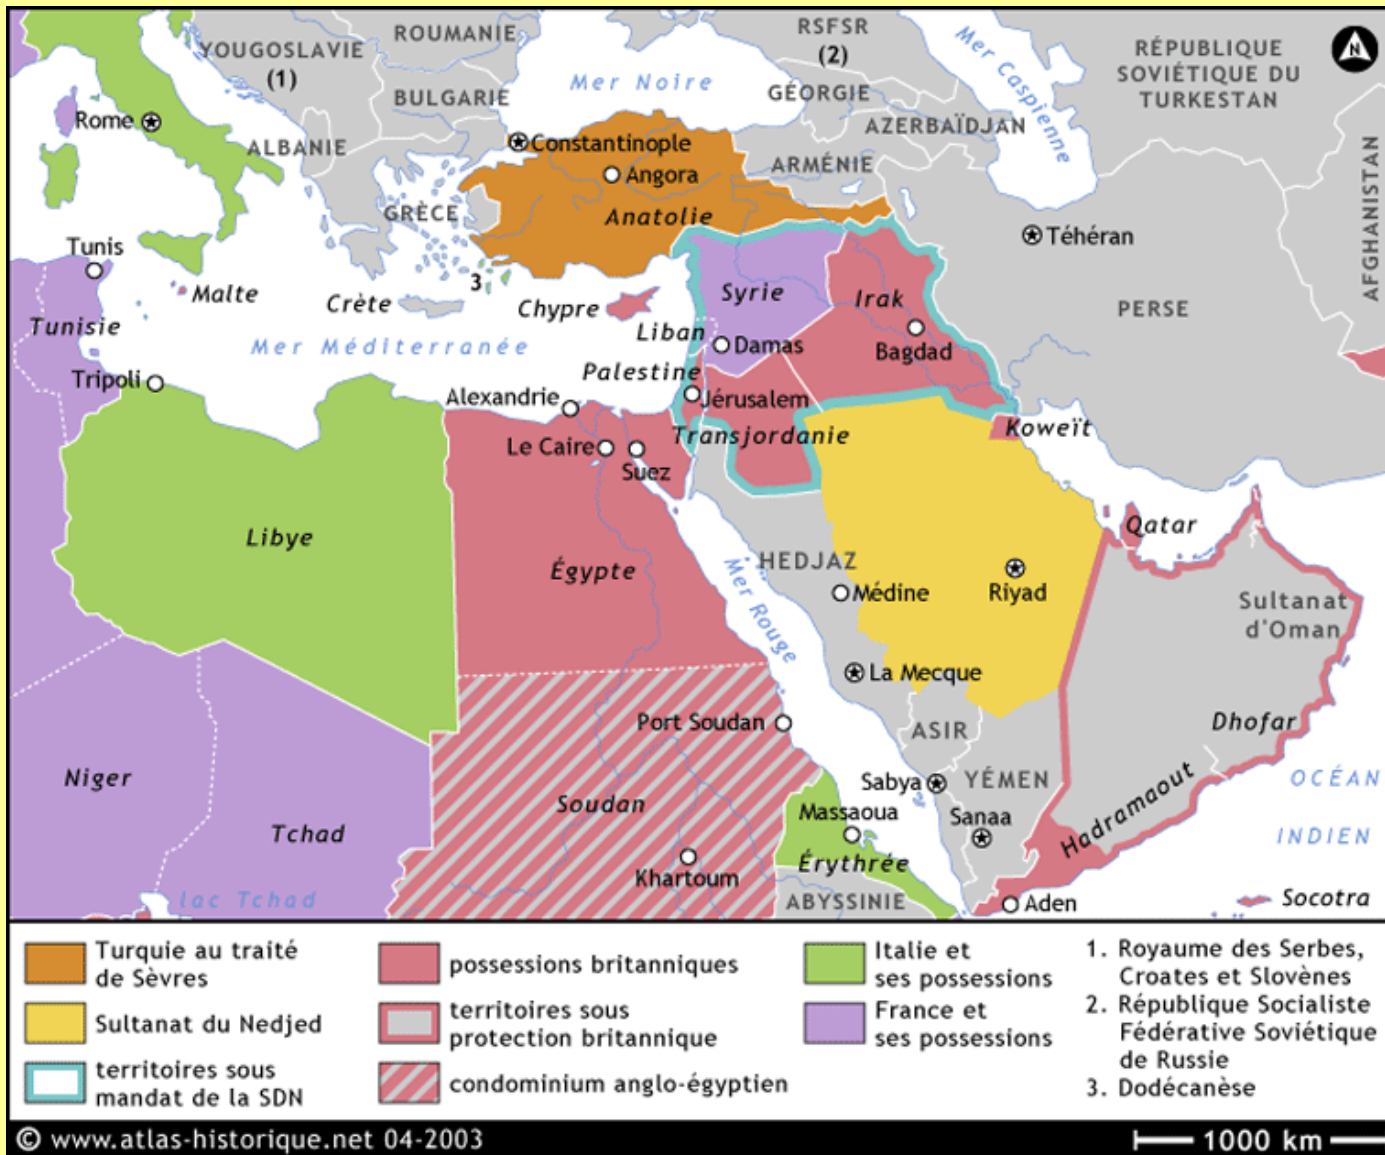 ROUMANIE
RSFSR
(2)
Mer Caspienne
RÉPUBLIQUE
SOVIÉTIQUE DU
TURKESTAN
N
YOUGOSLAVIE
(1)
Mer Noire
GÉORGIE
BULGARIE
Rome
AZERBAÏDJAN
ALBANIE
Constantinople
ARMÉNIE
Angora
AFGHANISTAN
GRÈCE
Anatolie
Téhéran
Tunis
3
Malte
Crète
Chypre
Syrie
Irak
PERSE
Tunisie
Liban
Mer Méditerranée
Damas
Bagdad
Tripoli
Palestine
Alexandrie
Jérusalem
Transjordanie
Koweït
Le Caire
Suez
Qatar
Libye
Égypte
Mer Rouge
HEDJAZ
Médine
Riyad
Sultanat
d'Oman
La Mecque
Port Soudan
ASIR
Dhofar
Niger
Soudan
Sabya
YÉMEN
OCÉAN
INDIEN
Tchad
Massaoua
Sanaa
Hadramaout
Érythrée
Khartoum
lac Tchad
ABYSSINIE
Aden
Socotra
Turquie au traité
de Sèvres
Sultanat du Nedjed
territoires sous
mandat de la SDN
possessions britanniques
territoires sous
protection britannique
condominium anglo-égyptien
Italie et
ses possessions
France et
ses possessions
1. Royaume des Serbes,
Croates et Slovènes
2. République Socialiste
Fédérative Soviétique
de Russie
3. Dodécanèse
© www.atlas-historique.net 04-2003
1000 km